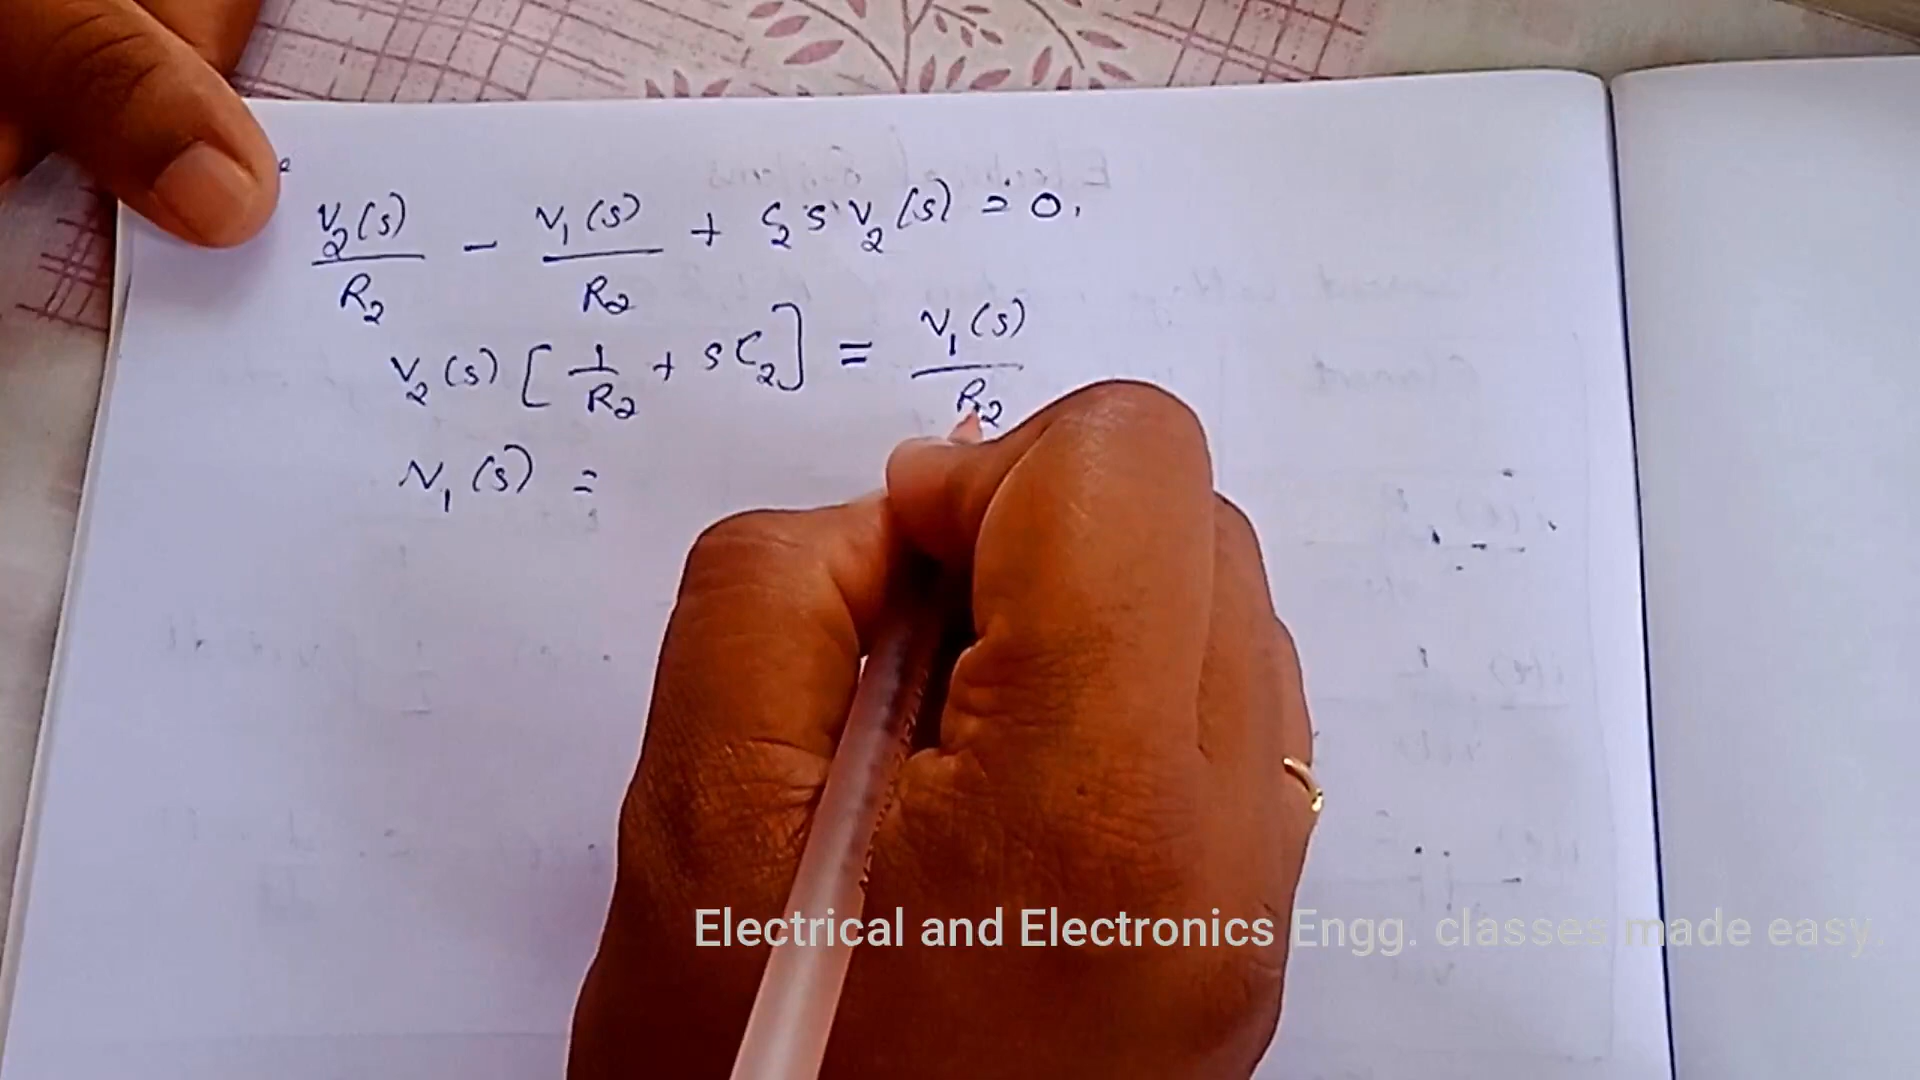 V₂(s)/R₂ - V₁(s)/R₂ + C₂ s V₂(s) = 0.
V₂(s) [1/R₂ + sC₂] = V₁(s)/R₂
V₁(s) =
Electrical and Electronics Engg. classes made easy.